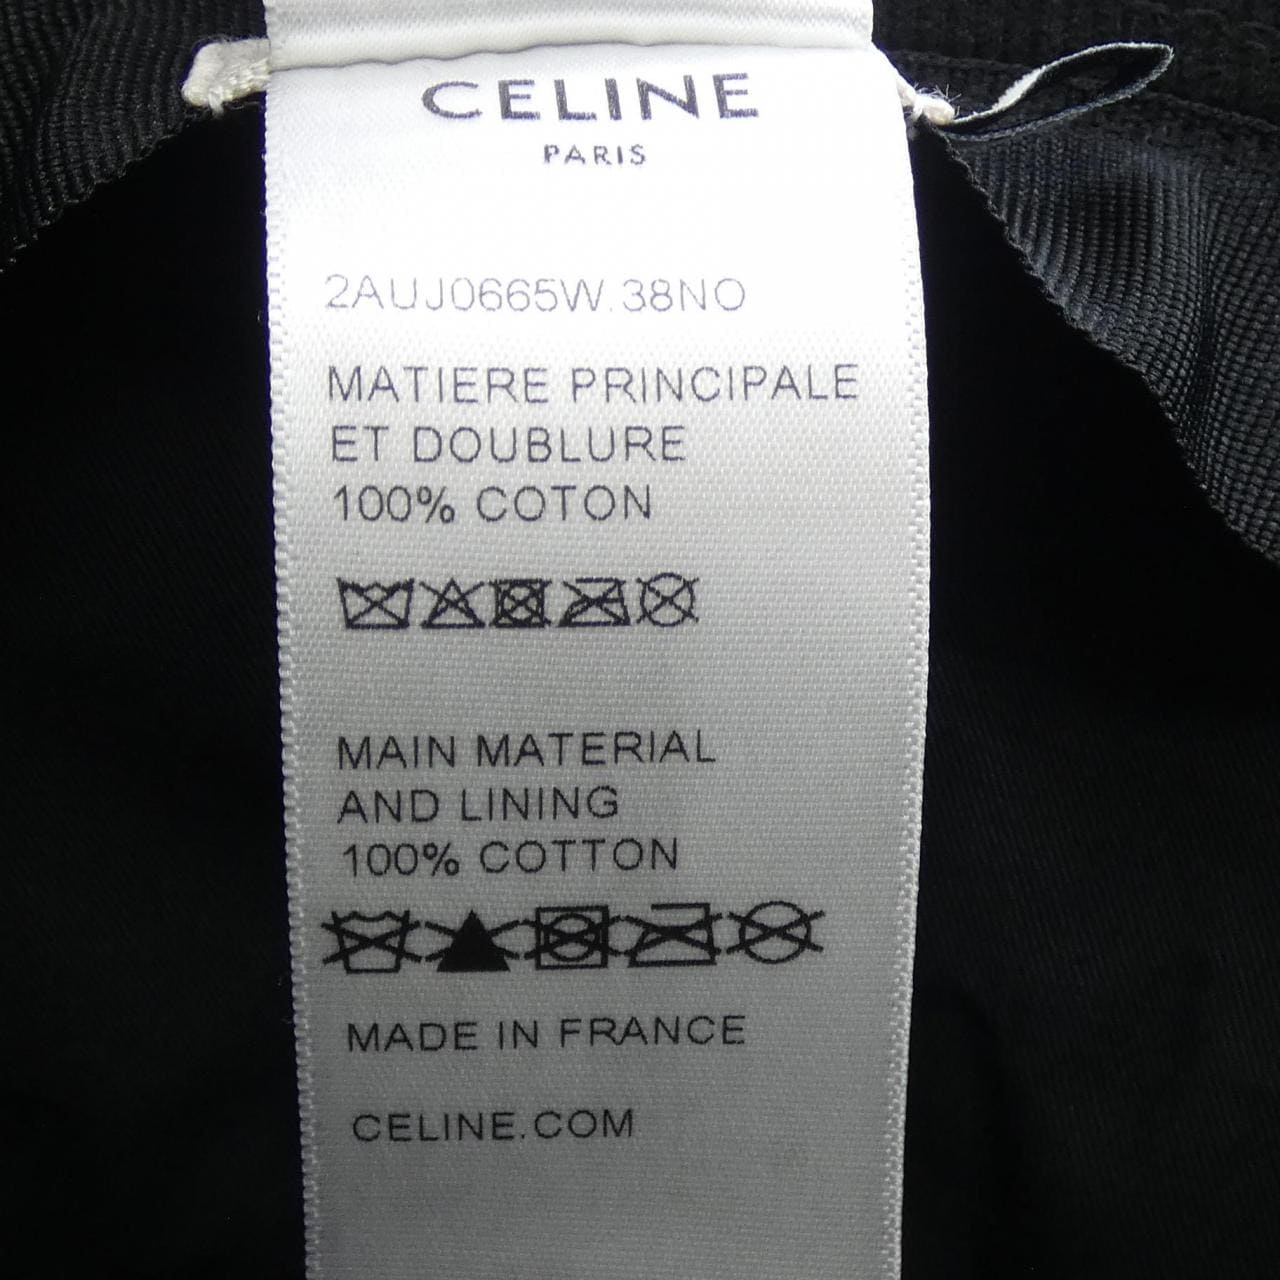 CELINE
PARIS
2AUJ0665W.38NO
MATIERE PRINCIPALE
ET DOUBLURE
100% COTON
MAIN MATERIAL
AND LINING
100% COTTON
MADE IN FRANCE
CELINE.COM